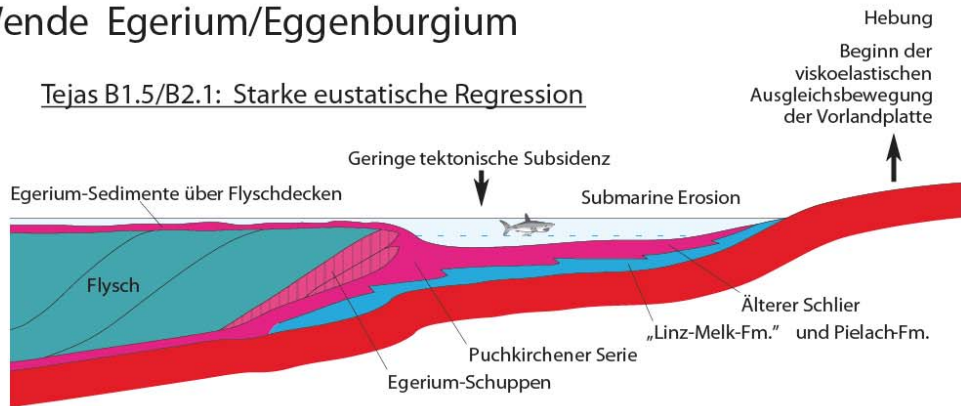 Wende Egerium/Eggenburgium
Tejas B1.5/B2.1: Starke eustatische Regression
Hebung
Beginn der
viskoelastischen
Ausgleichsbewegung
der Vorlandplatte
Geringe tektonische Subsidenz
Egerium-Sedimente über Flyschdecken
Submarine Erosion
Flysch
Älterer Schlier
„Linz-Melk-Fm.” und Pielach-Fm.
Puchkirchener Serie
Egerium-Schuppen